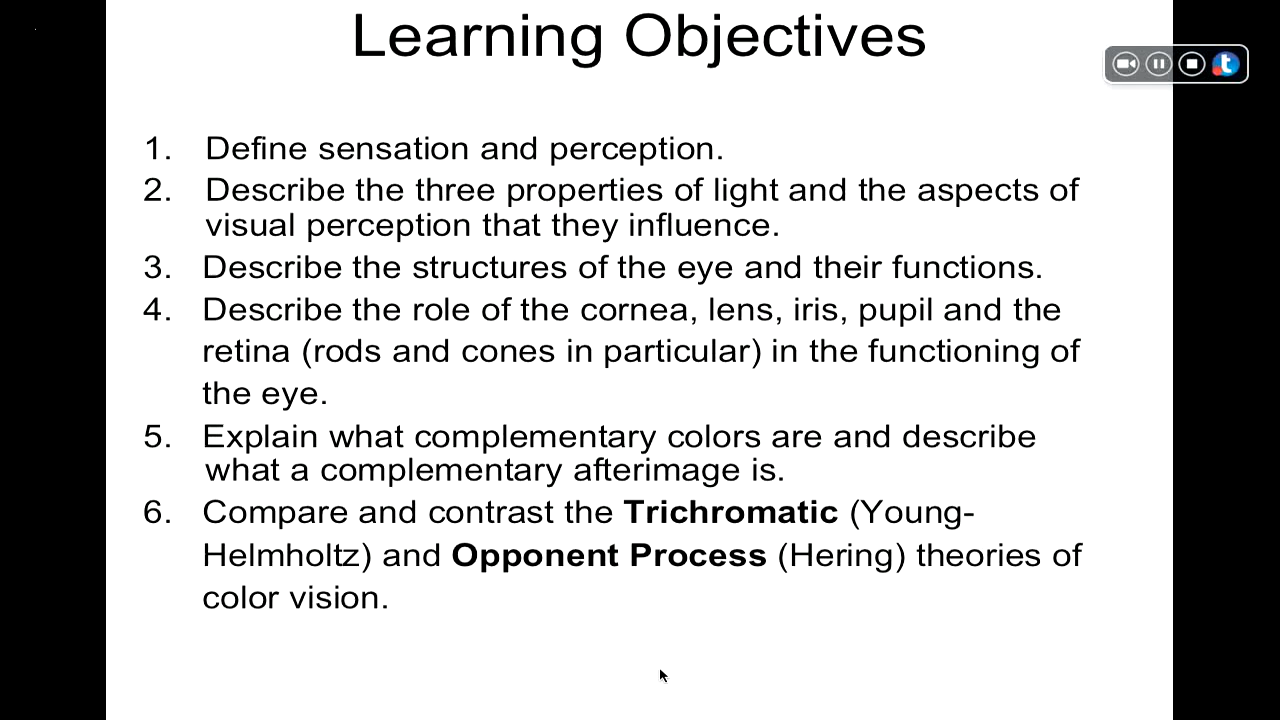 Learning Objectives
1. Define sensation and perception.
2. Describe the three properties of light and the aspects of
visual perception that they influence.
3. Describe the structures of the eye and their functions.
4. Describe the role of the cornea, lens, iris, pupil and the
retina (rods and cones in particular) in the functioning of
the eye.
5. Explain what complementary colors are and describe
what a complementary afterimage is.
6. Compare and contrast the Trichromatic (Young-
Helmholtz) and Opponent Process (Hering) theories of
color vision.